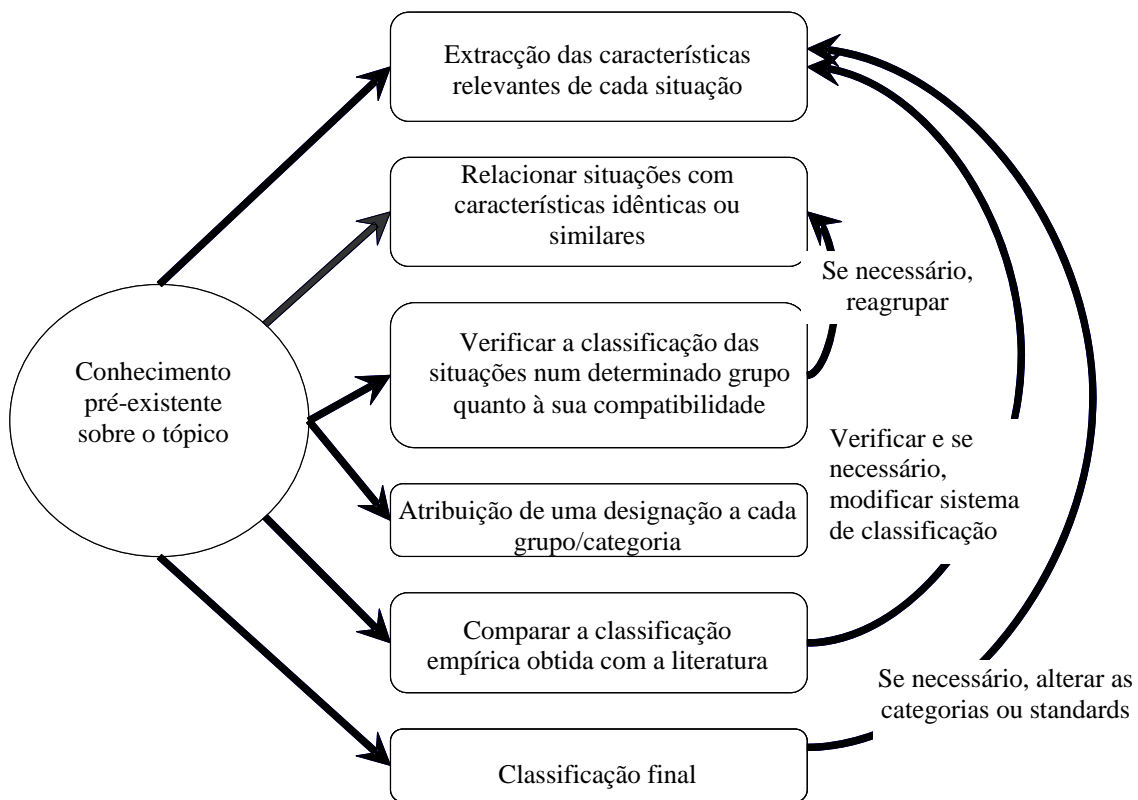 Extracção das características
relevantes de cada situação
Relacionar situações com
características idênticas ou
similares
Se necessário,
reagrupar
Verificar a classificação das
situações num determinado grupo
quanto à sua compatibilidade
Conhecimento
pré-existente
sobre o tópico
Verificar e se
necessário,
modificar sistema
de classificação
Atribuição de uma designação a cada
grupo/categoria
Comparar a classificação
empírica obtida com a literatura
Se necessário, alterar as
categorias ou standards
Classificação final